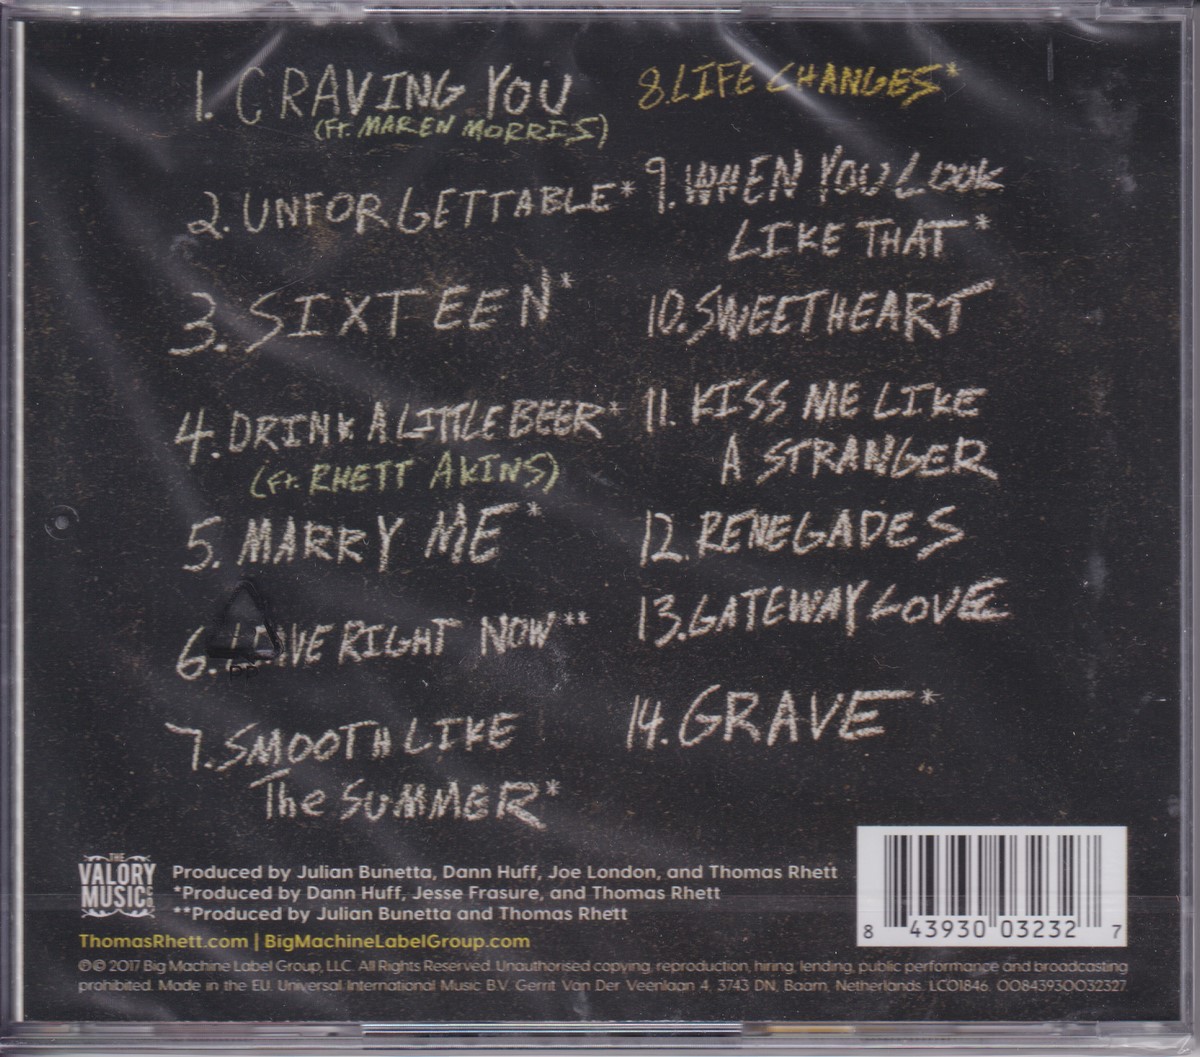 1. CRAVING YOU
(Ft. MAREN MORRIS)
2. UNFORGETTABLE*
3. SIXTEEN*
4. DRINK A LITTLE BEER*
(Ft. RHETT AKINS)
5. MARRY ME*
6. LEAVE RIGHT NOW**
7. SMOOTH LIKE
The SUMMER*
8. LIFE CHANGES*
9. WHEN YOU LOOK
LIKE THAT*
10. SWEETHEART
11. KISS ME LIKE
A STRANGER
12. RENEGADES
13. GATEWAY LOVE
14. GRAVE*
PP
THE
VALORY
MUSIC CO.
Produced by Julian Bunetta, Dann Huff, Joe London, and Thomas Rhett
*Produced by Dann Huff, Jesse Frasure, and Thomas Rhett
**Produced by Julian Bunetta and Thomas Rhett
ThomasRhett.com | BigMachineLabelGroup.com
℗© 2017 Big Machine Label Group, LLC. All Rights Reserved. Unauthorised copying, reproduction, hiring, lending, public performance and broadcasting
prohibited. Made in the EU. Universal International Music B.V. Gerrit Van Der Veenlaan 4, 3743 DN, Baarn, Netherlands. LC01846. 00843930032327.
8 43930 03232 7